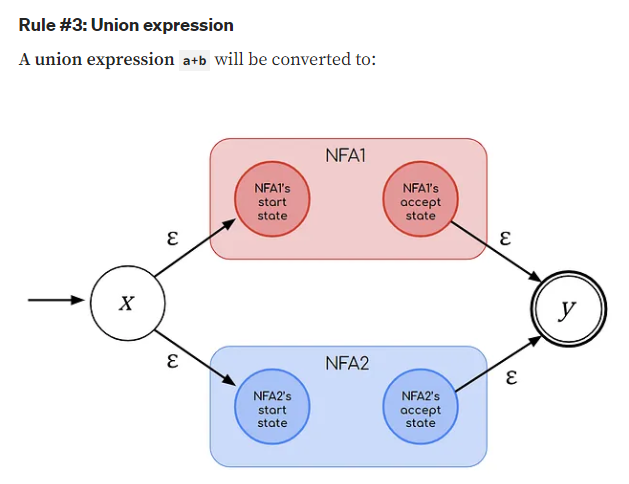 Rule #3: Union expression
A union expression a+b will be converted to:
NFA1
NFA1's
start
state
NFA1's
accept
state
ε
ε
x
y
ε
ε
NFA2
NFA2's
start
state
NFA2's
accept
state